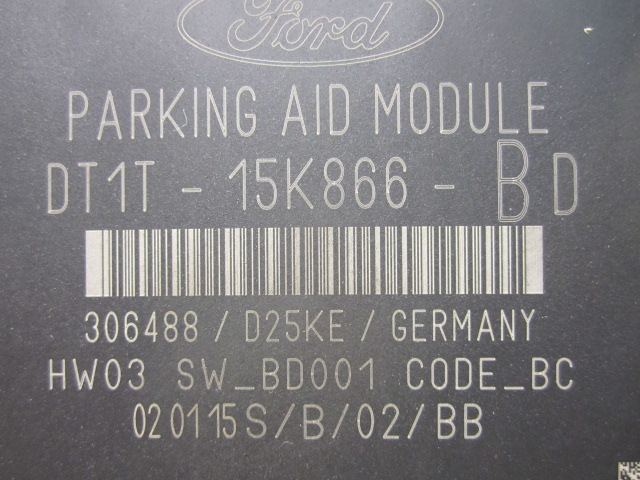 Ford
PARKING AID MODULE
DT1T - 15K866 - BD
306488 / D25KE / GERMANY
HW03 SW_BD001 CODE_BC
020115S/B/02/BB